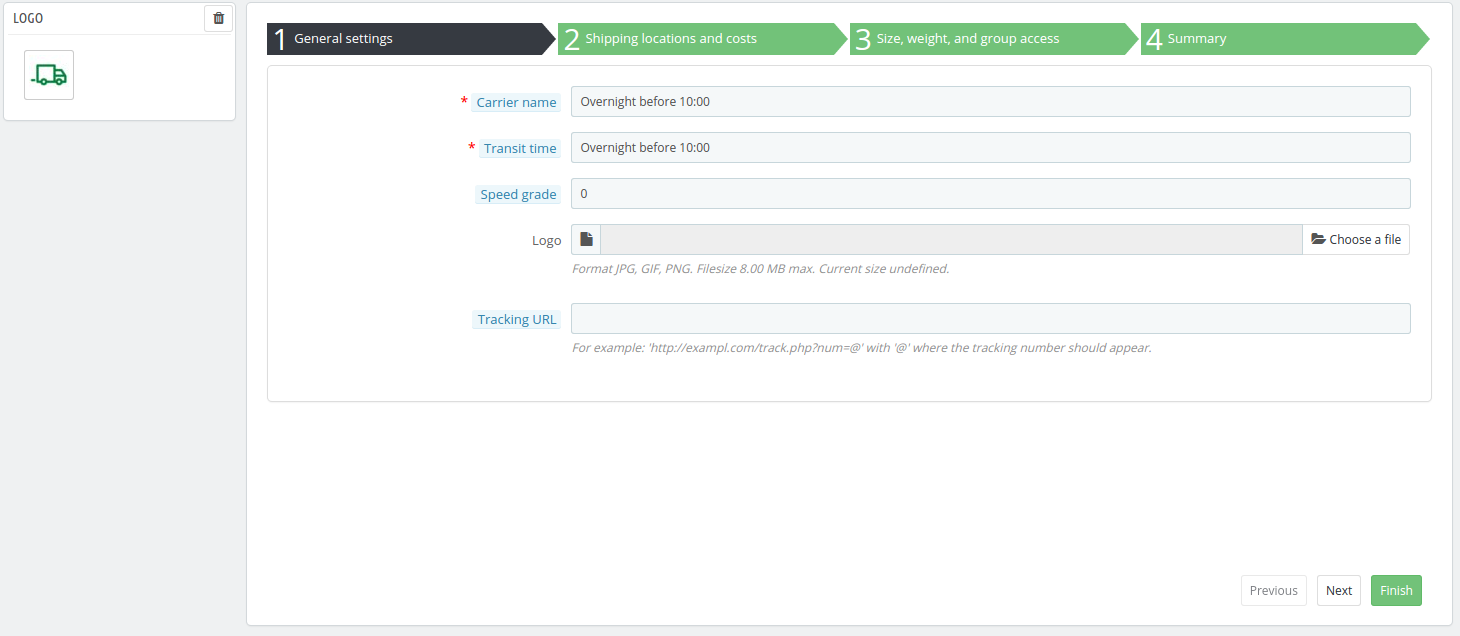 LOGO
1 General settings
2 Shipping locations and costs
3 Size, weight, and group access
4 Summary
* Carrier name
Overnight before 10:00
* Transit time
Overnight before 10:00
Speed grade
0
Logo
Choose a file
Format JPG, GIF, PNG. Filesize 8.00 MB max. Current size undefined.
Tracking URL
For example: 'http://exampl.com/track.php?num=@' with '@' where the tracking number should appear.
Previous
Next
Finish